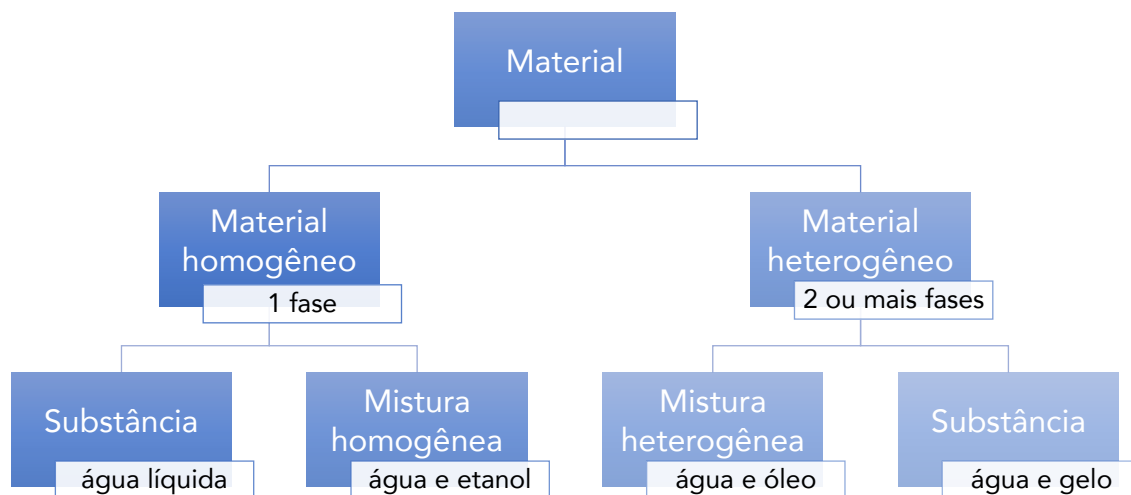 Material
Material
homogêneo
1 fase
Material
heterogêneo
2 ou mais fases
Substância
água líquida
Mistura
homogênea
água e etanol
Mistura
heterogênea
água e óleo
Substância
água e gelo